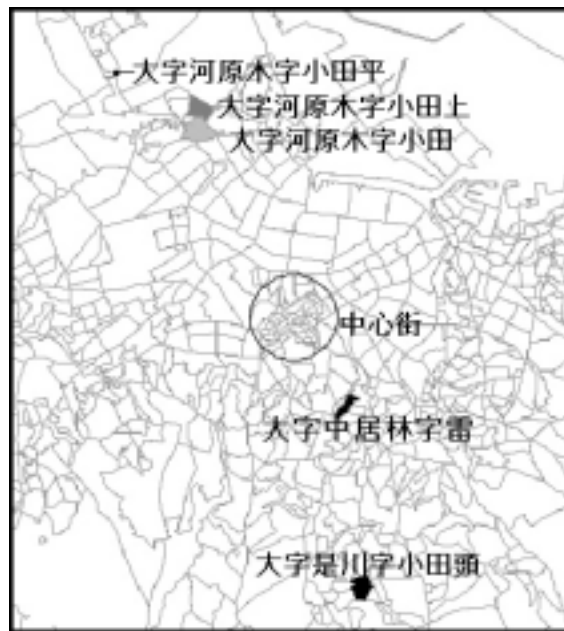 大字河原木字小田平
大字河原木字小田上
大字河原木字小田
中心街
大字中居林字雷
大字是川字小田頭